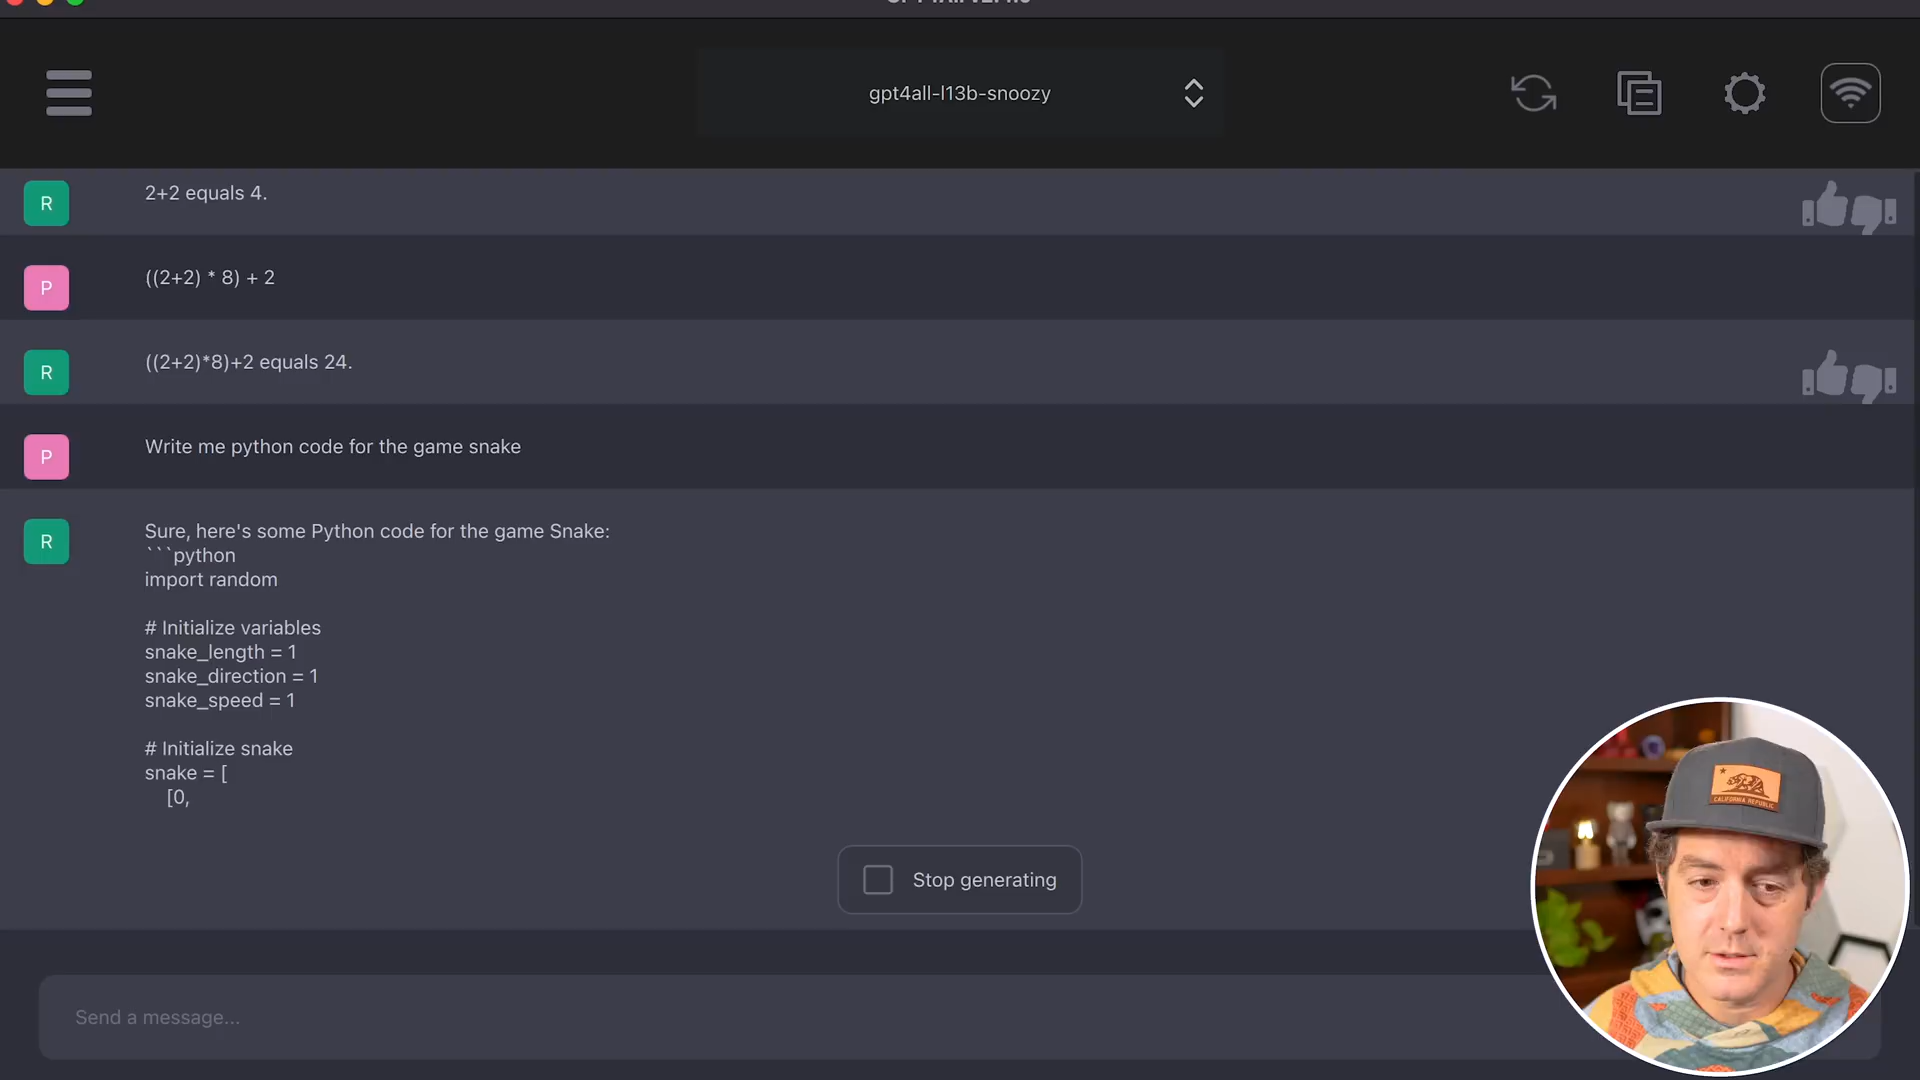 gpt4all-l13b-snoozy
R
2+2 equals 4.
P
((2+2) * 8) + 2
R
((2+2)*8)+2 equals 24.
P
Write me python code for the game snake
R
Sure, here's some Python code for the game Snake:
```python
import random
# Initialize variables
snake_length = 1
snake_direction = 1
snake_speed = 1
# Initialize snake
snake = [
[0,
Stop generating
Send a message...
CALIFORNIA REPUBLIC